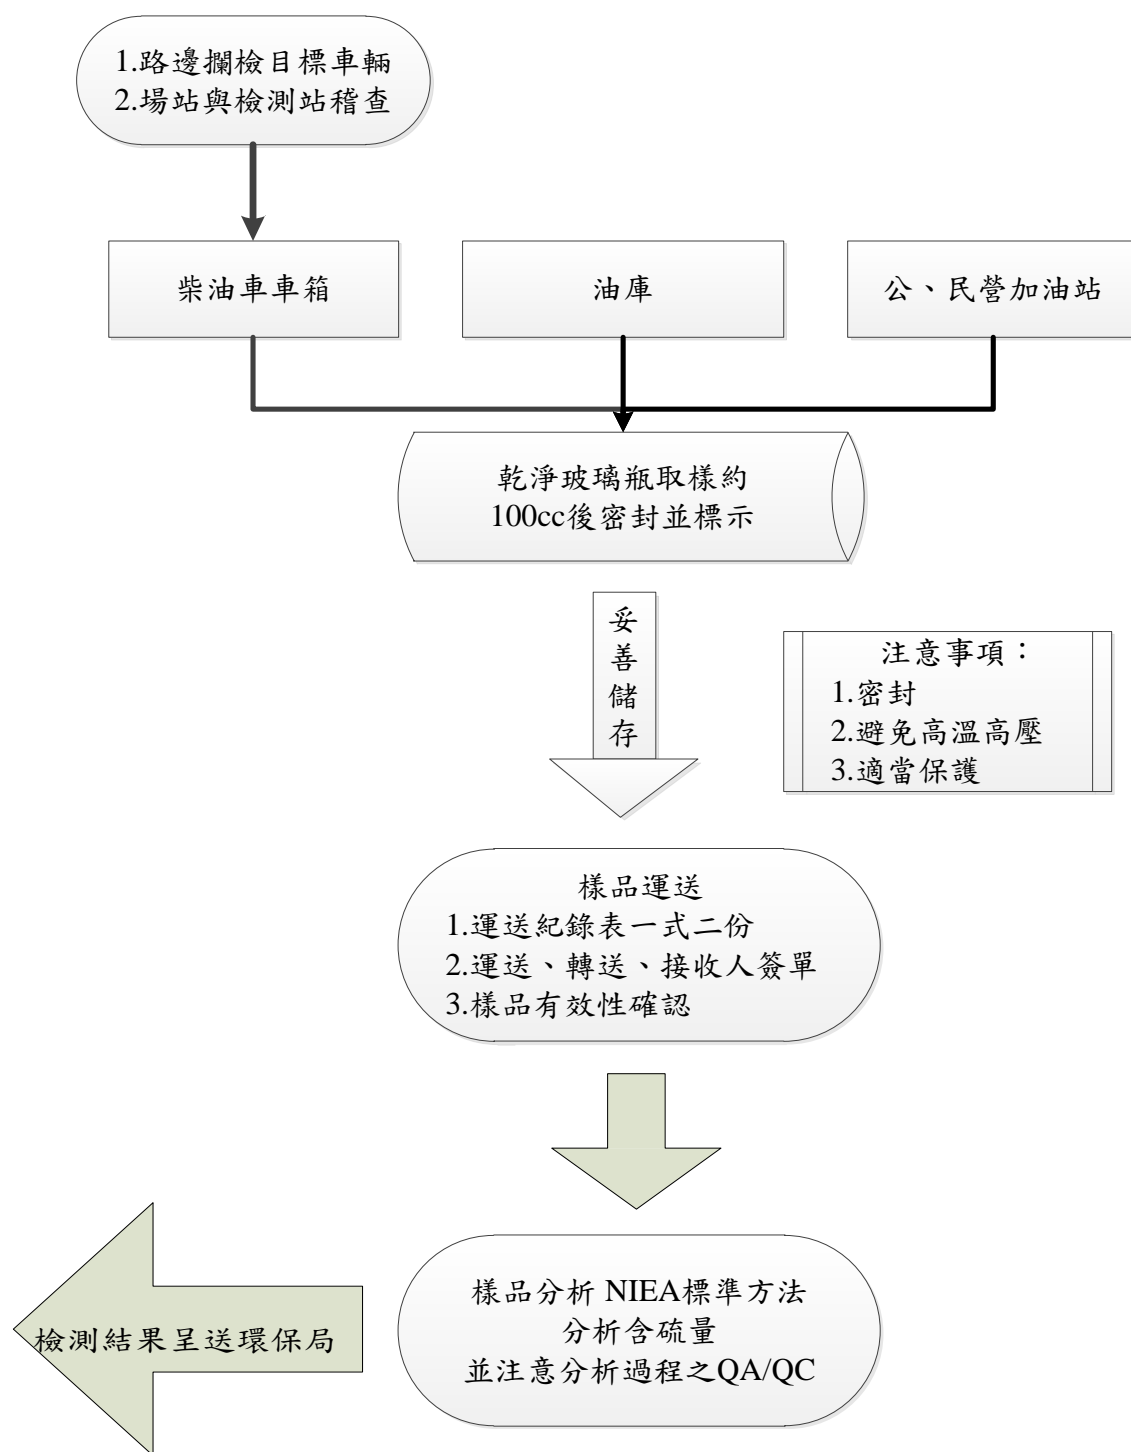 1.路邊攔檢目標車輛
2.場站與檢測站稽查
柴油車車箱
油庫
公、民營加油站
乾淨玻璃瓶取樣約
100cc後密封並標示
妥
善
儲
存
注意事項：
1.密封
2.避免高溫高壓
3.適當保護
樣品運送
1.運送紀錄表一式二份
2.運送、轉送、接收人簽單
3.樣品有效性確認
樣品分析 NIEA標準方法
分析含硫量
並注意分析過程之QA/QC
檢測結果呈送環保局